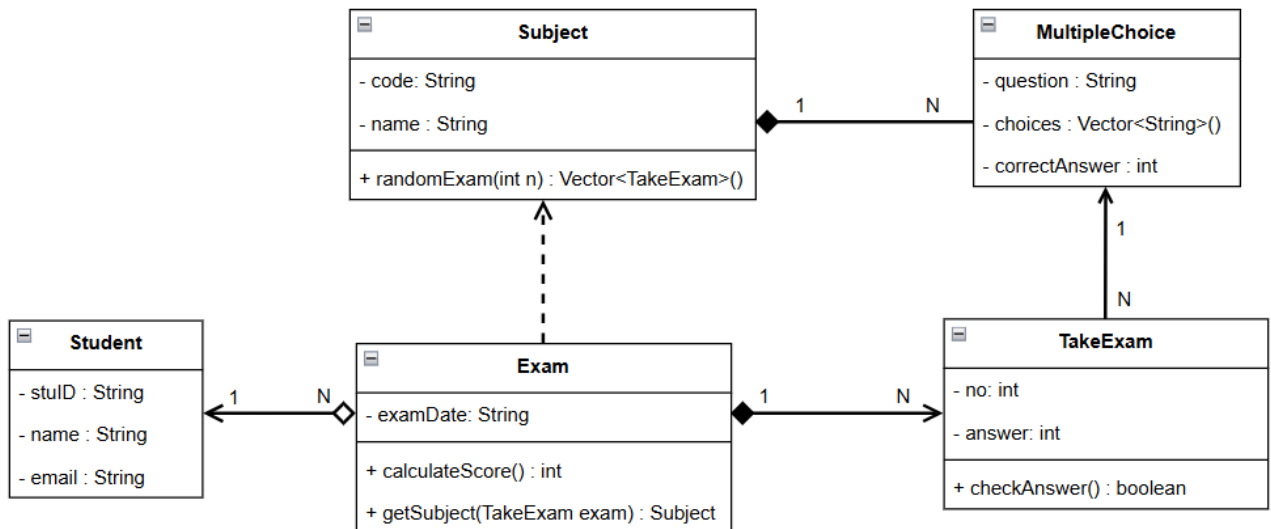 Subject
- code: String
- name : String
+ randomExam(int n) : Vector<TakeExam>()
1
N
MultipleChoice
- question : String
- choices : Vector<String>()
- correctAnswer : int
1
N
Student
- stuID : String
- name : String
- email : String
1
N
Exam
- examDate: String
+ calculateScore() : int
+ getSubject(TakeExam exam) : Subject
1
N
TakeExam
- no: int
- answer: int
+ checkAnswer() : boolean